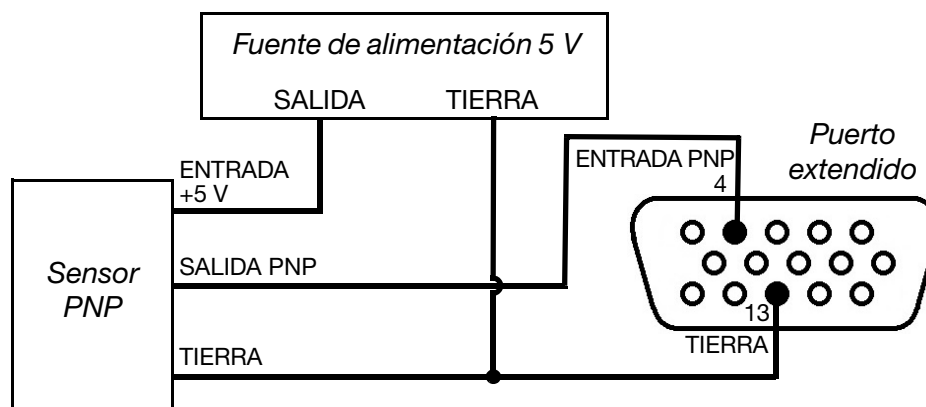 Fuente de alimentación 5 V
SALIDA
TIERRA
Puerto
extendido
ENTRADA PNP
4
ENTRADA
+5 V
Sensor
PNP
SALIDA PNP
13
TIERRA
TIERRA